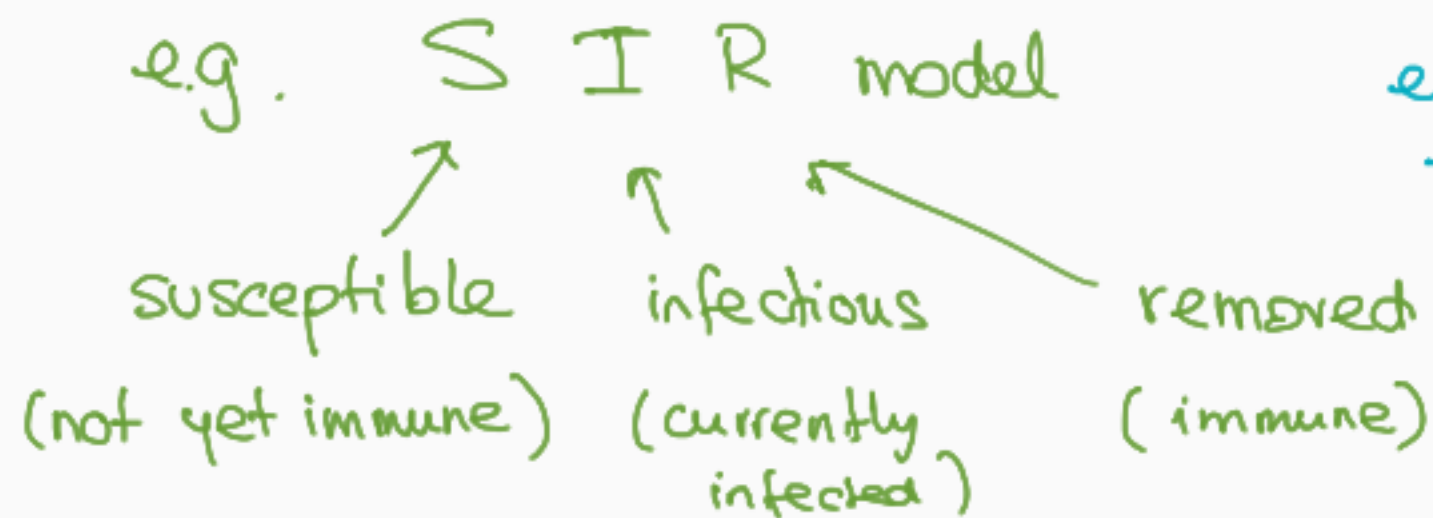 e.g. S I R model
susceptible infectious removed
(not yet immune) (currently infected) (immune)